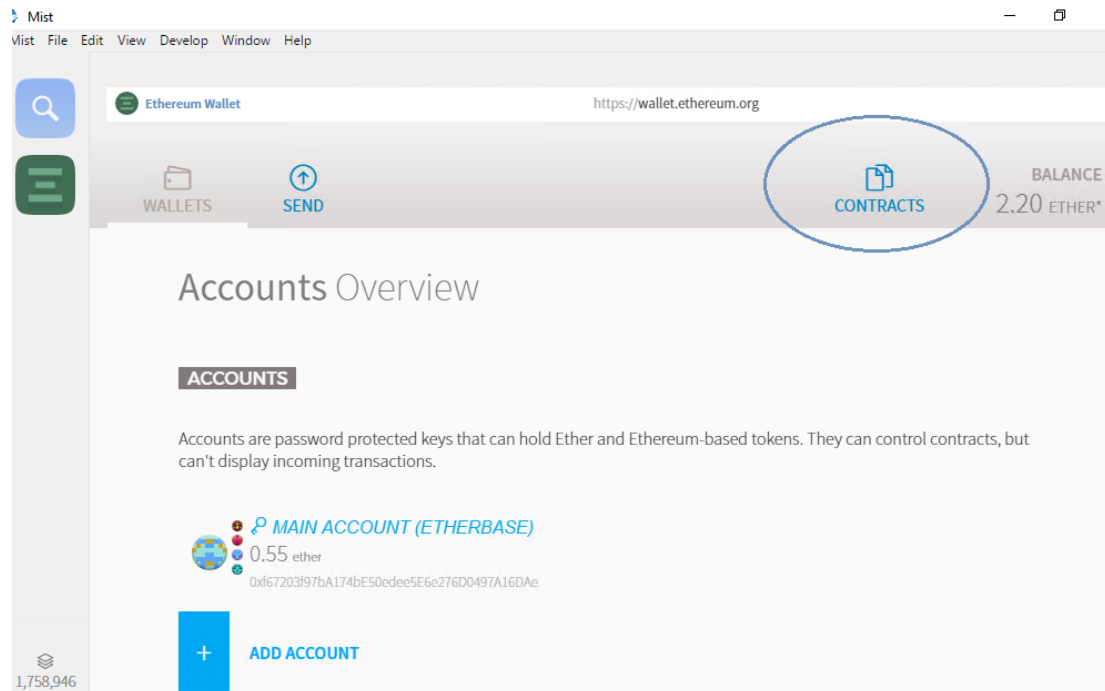 Mist
Mist File Edit View Develop Window Help
Ethereum Wallet https://wallet.ethereum.org
WALLETS SEND CONTRACTS BALANCE
2.20 ETHER*
Accounts Overview
ACCOUNTS
Accounts are password protected keys that can hold Ether and Ethereum-based tokens. They can control contracts, but
can't display incoming transactions.
MAIN ACCOUNT (ETHERBASE)
0.55 ether
0xf67203f97bA174bE50edee5E6e276D0497A16DAe
+ ADD ACCOUNT
1,758,946